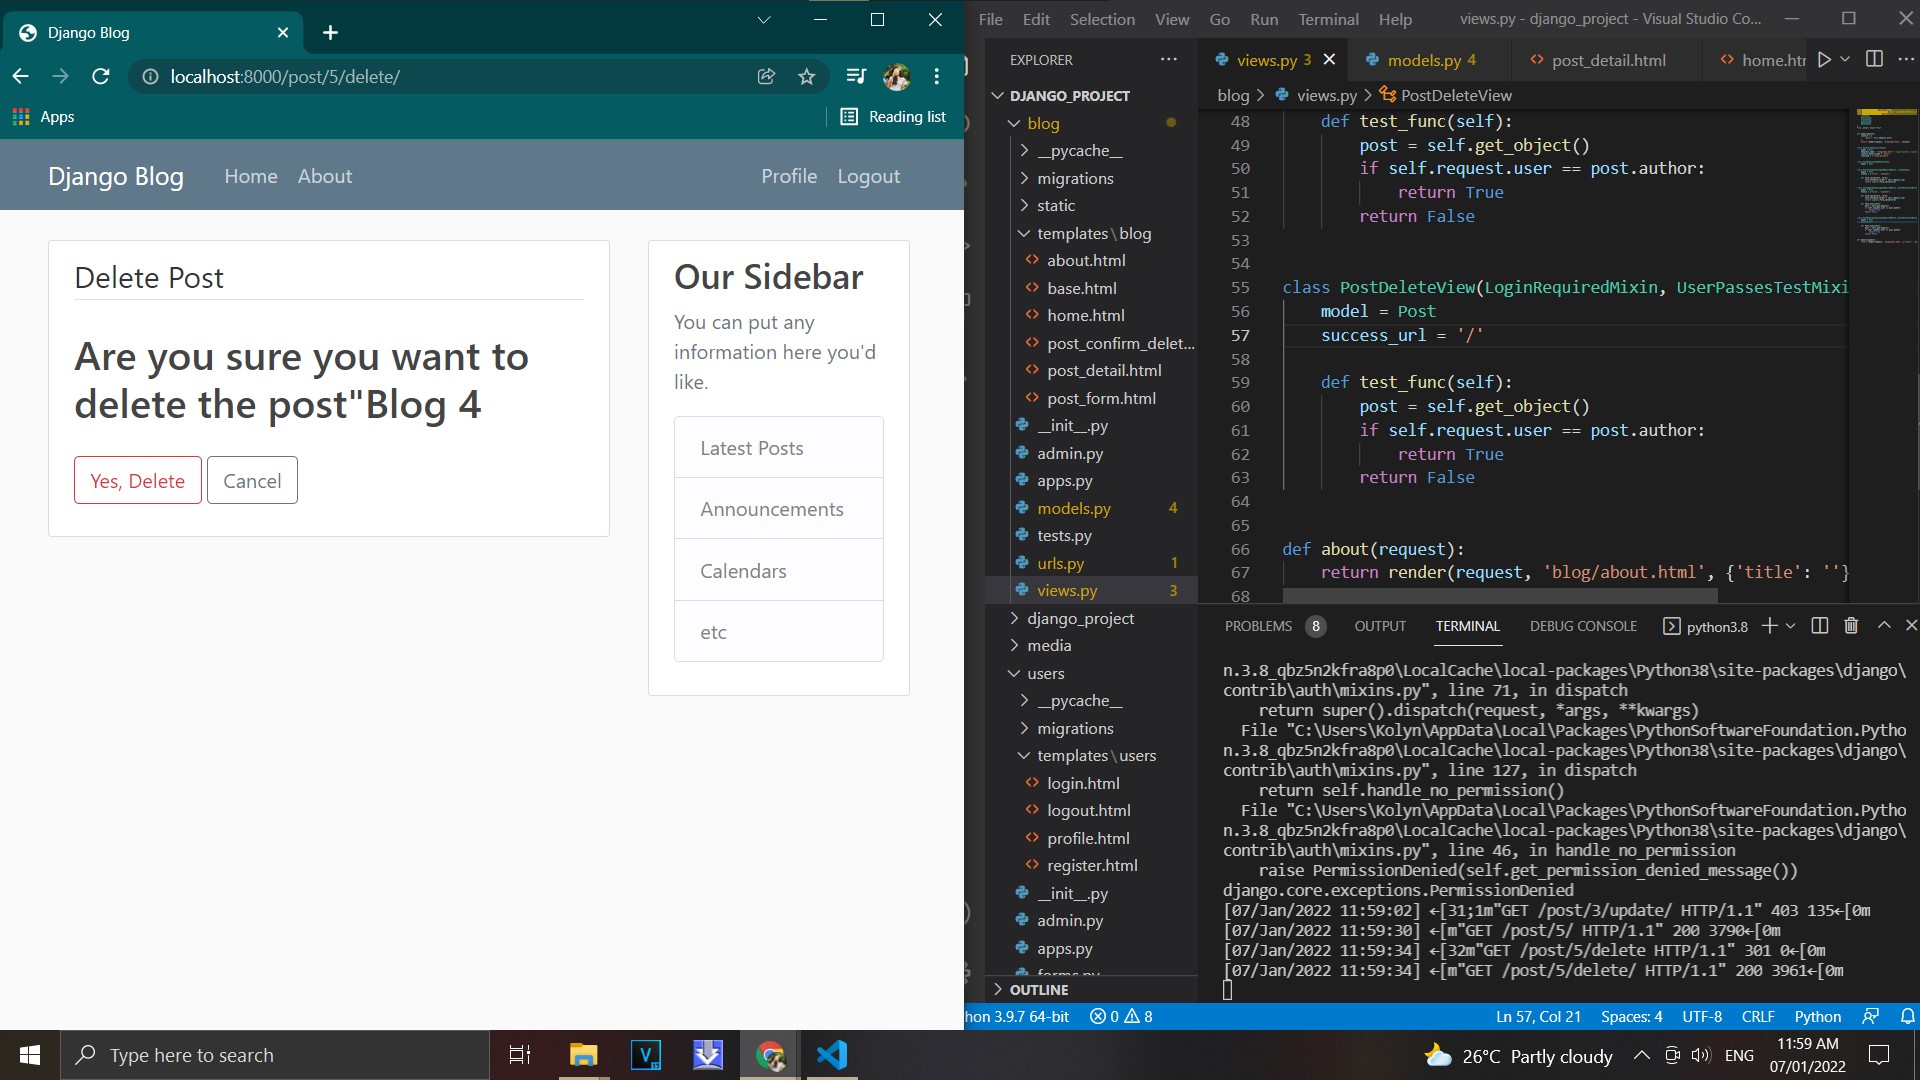 Django Blog
localhost:8000/post/5/delete/
Apps
Reading list
Django Blog Home About Profile Logout
Delete Post
Are you sure you want to
delete the post"Blog 4
Yes, Delete
Cancel
Our Sidebar
You can put any
information here you'd
like.
Latest Posts
Announcements
Calendars
etc
File Edit Selection View Go Run Terminal Help views.py - django_project - Visual Studio Co...
EXPLORER
DJANGO_PROJECT
blog
__pycache__
migrations
static
templates\blog
about.html
base.html
home.html
post_confirm_delet...
post_detail.html
post_form.html
__init__.py
admin.py
apps.py
models.py 4
tests.py
urls.py 1
views.py 3
django_project
media
users
__pycache__
migrations
templates\users
login.html
logout.html
profile.html
register.html
__init__.py
admin.py
apps.py
forms.py
OUTLINE
views.py 3 models.py 4 post_detail.html home.htr
blog > views.py > PostDeleteView
48 def test_func(self):
49 post = self.get_object()
50 if self.request.user == post.author:
51 return True
52 return False
53
54
55 class PostDeleteView(LoginRequiredMixin, UserPassesTestMixi
56 model = Post
57 success_url = '/'
58
59 def test_func(self):
60 post = self.get_object()
61 if self.request.user == post.author:
62 return True
63 return False
64
65
66 def about(request):
67 return render(request, 'blog/about.html', {'title': ''}
68
PROBLEMS 8 OUTPUT TERMINAL DEBUG CONSOLE python3.8
n.3.8_qbz5n2kfra8p0\LocalCache\local-packages\Python38\site-packages\django\
contrib\auth\mixins.py", line 71, in dispatch
return super().dispatch(request, *args, **kwargs)
File "C:\Users\Kolyn\AppData\Local\Packages\PythonSoftwareFoundation.Pytho
n.3.8_qbz5n2kfra8p0\LocalCache\local-packages\Python38\site-packages\django\
contrib\auth\mixins.py", line 127, in dispatch
return self.handle_no_permission()
File "C:\Users\Kolyn\AppData\Local\Packages\PythonSoftwareFoundation.Pytho
n.3.8_qbz5n2kfra8p0\LocalCache\local-packages\Python38\site-packages\django\
contrib\auth\mixins.py", line 46, in handle_no_permission
raise PermissionDenied(self.get_permission_denied_message())
django.core.exceptions.PermissionDenied
[07/Jan/2022 11:59:02] ←[31;1m"GET /post/3/update/ HTTP/1.1" 403 135←[0m
[07/Jan/2022 11:59:30] ←[m"GET /post/5/ HTTP/1.1" 200 3790←[0m
[07/Jan/2022 11:59:34] ←[32m"GET /post/5/delete HTTP/1.1" 301 0←[0m
[07/Jan/2022 11:59:34] ←[m"GET /post/5/delete/ HTTP/1.1" 200 3961←[0m
hon 3.9.7 64-bit 0 8 Ln 57, Col 21 Spaces: 4 UTF-8 CRLF Python
Type here to search
26°C Partly cloudy ENG
11:59 AM
07/01/2022